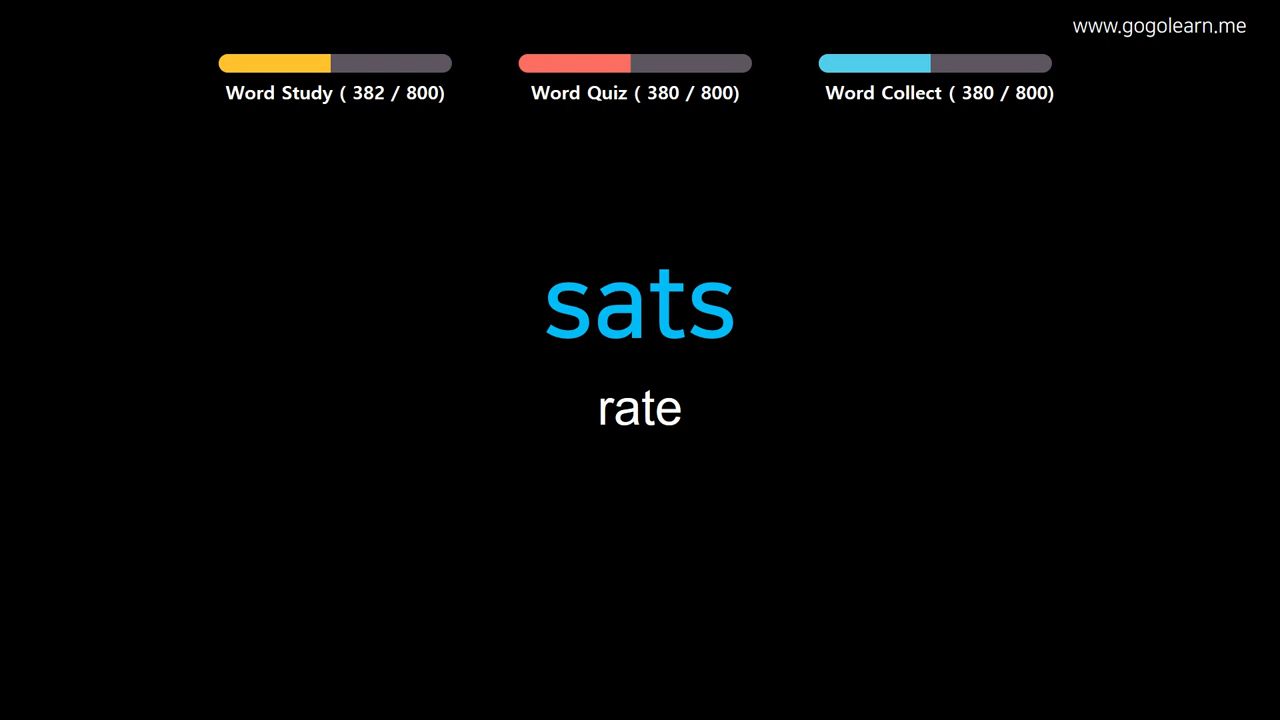 www.gogolearn.me
Word Study ( 382 / 800)
Word Quiz ( 380 / 800)
Word Collect ( 380 / 800)
sats
rate